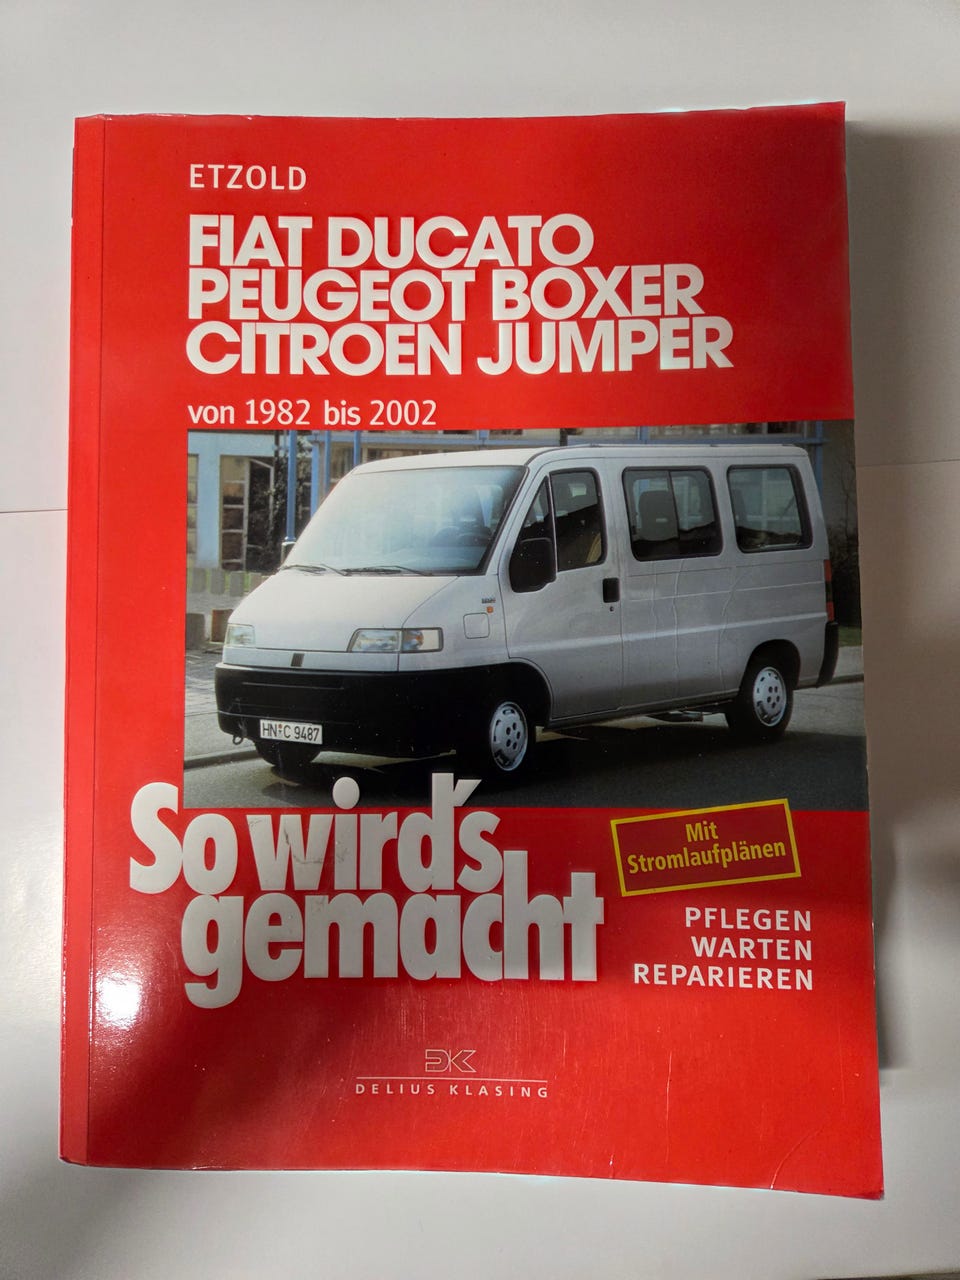 ETZOLD
FIAT DUCATO
PEUGEOT BOXER
CITROEN JUMPER
von 1982 bis 2002
HN C 9487
So wird's
gemacht
Mit
Stromlaufplänen
PFLEGEN
WARTEN
REPARIEREN
DK
DELIUS KLASING